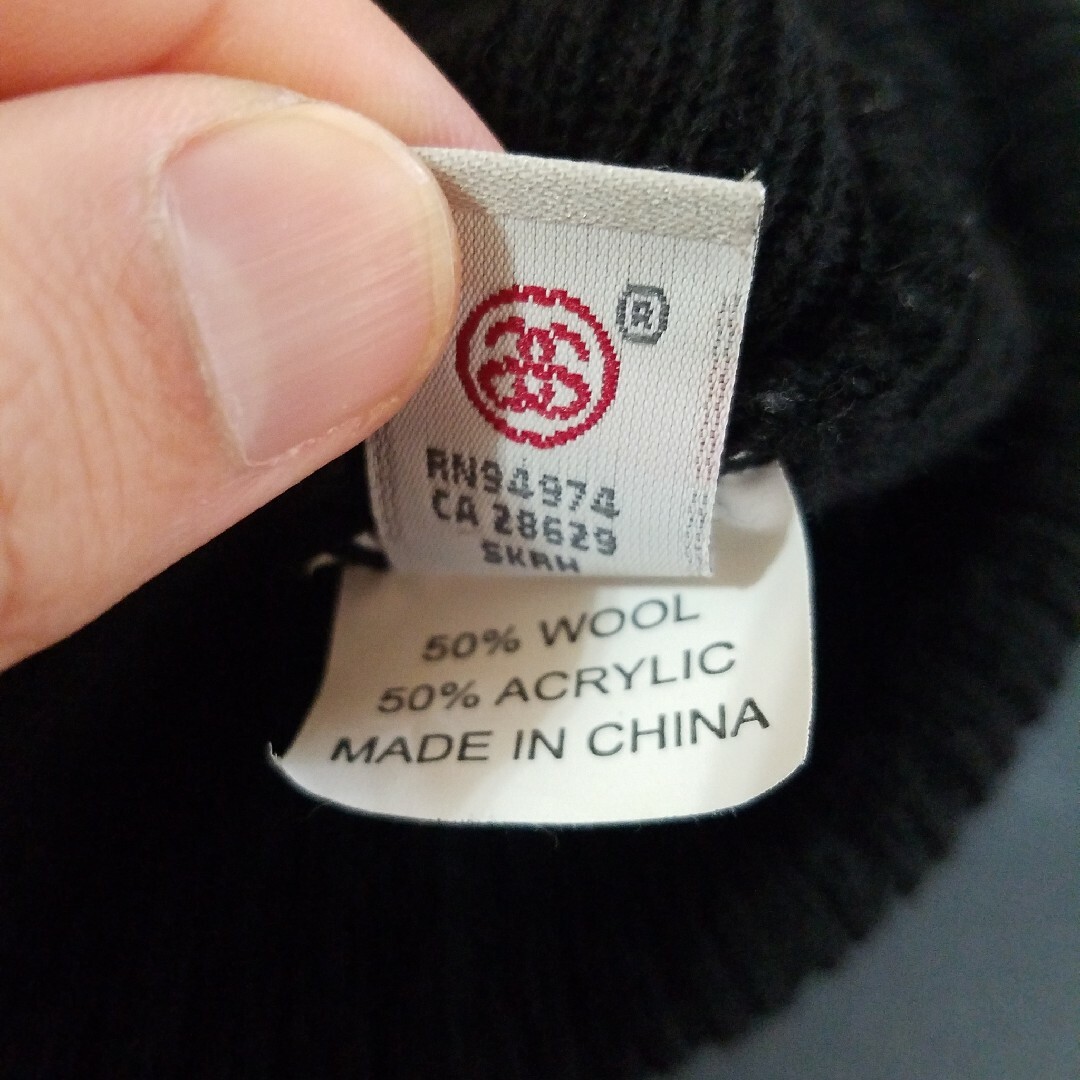 ®
RN94974
CA 28629
SKRH
50% WOOL
50% ACRYLIC
MADE IN CHINA